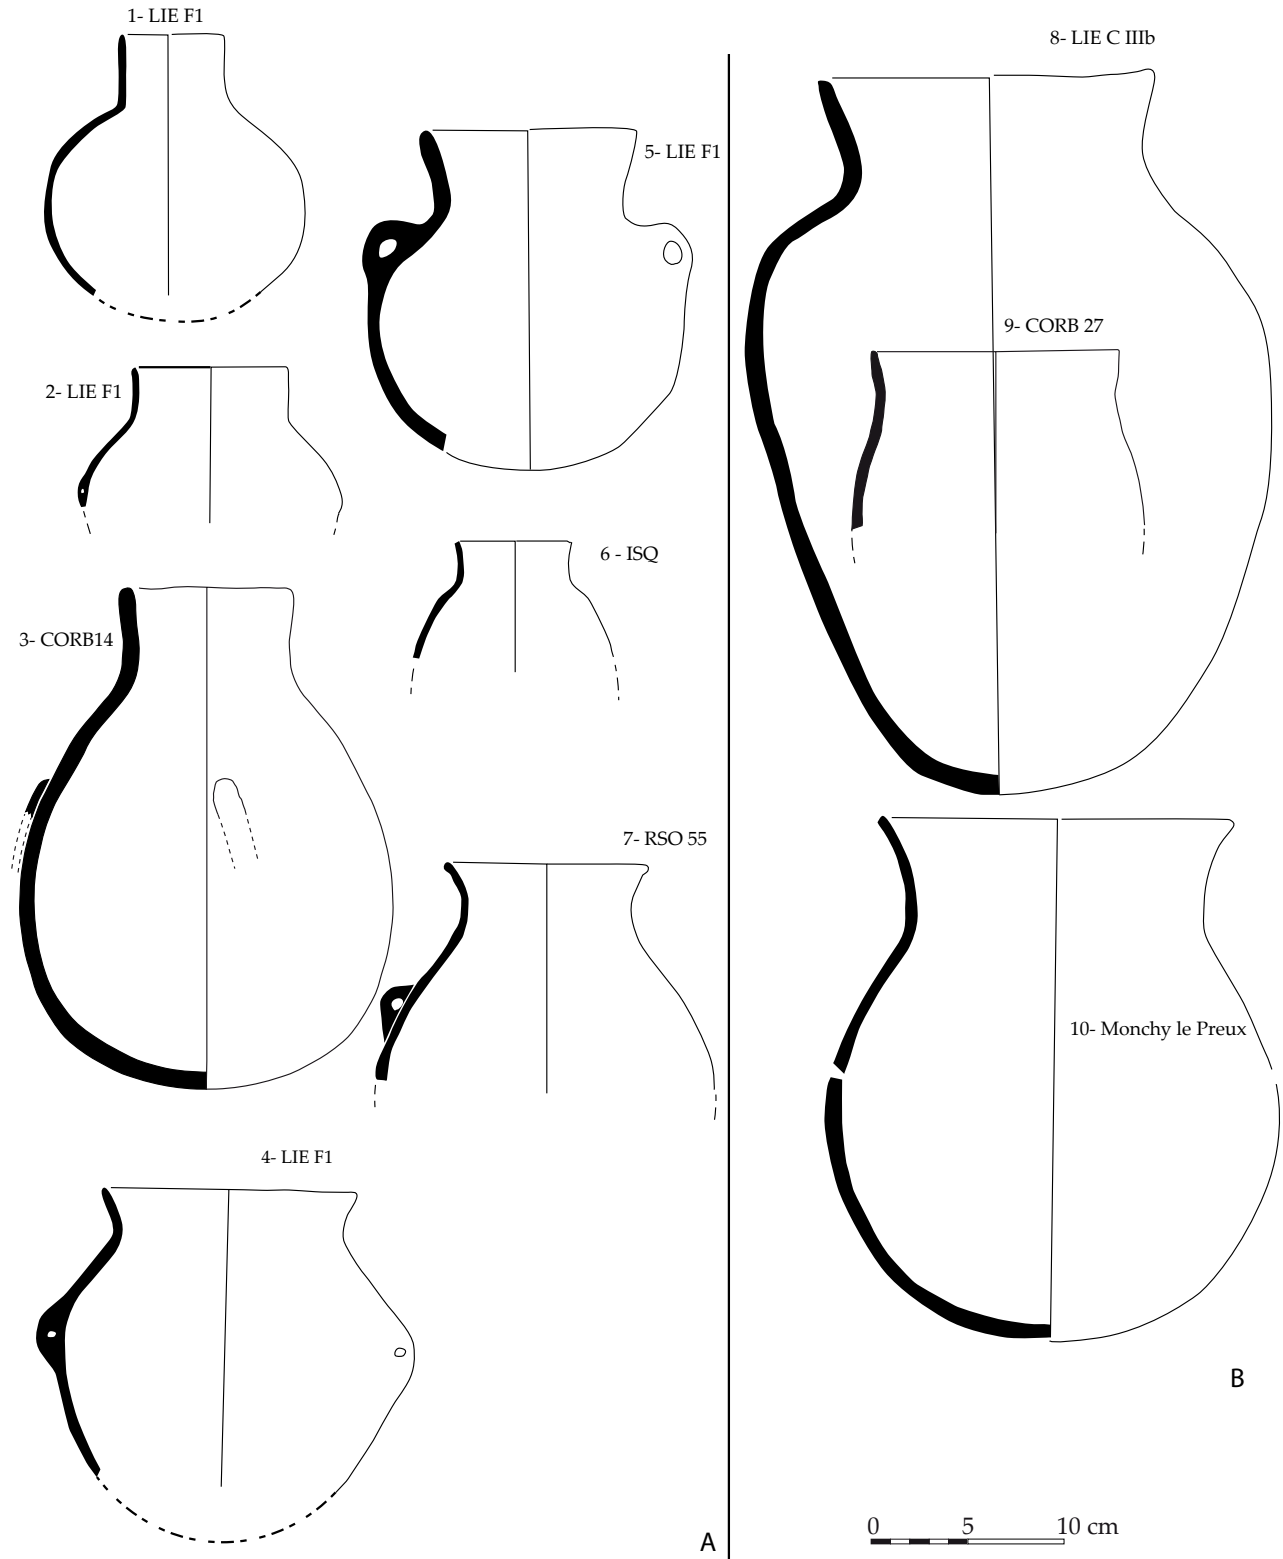 1- LIE F1
2- LIE F1
3- CORB14
4- LIE F1
5- LIE F1
6 - ISQ
7- RSO 55
A
8- LIE C IIIb
9- CORB 27
10- Monchy le Preux
B
0 5 10 cm